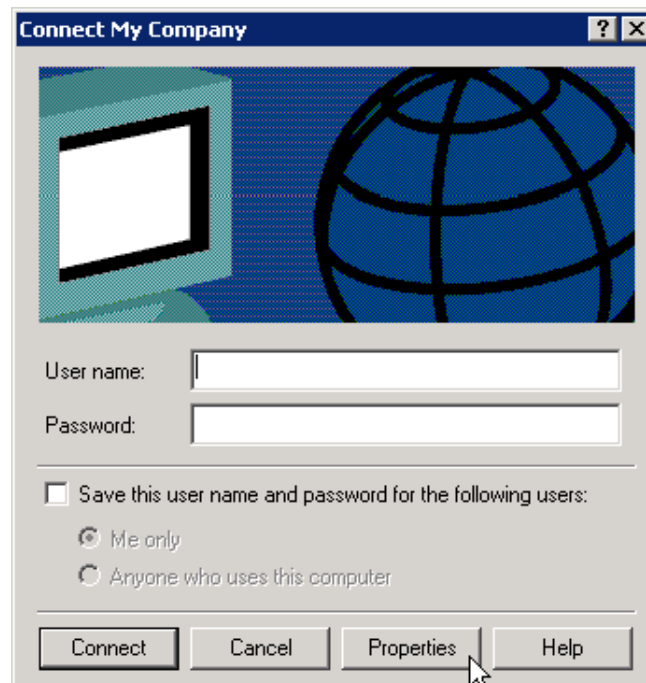 Connect My Company
User name:
Password:
Save this user name and password for the following users:
Me only
Anyone who uses this computer
Connect Cancel Properties Help